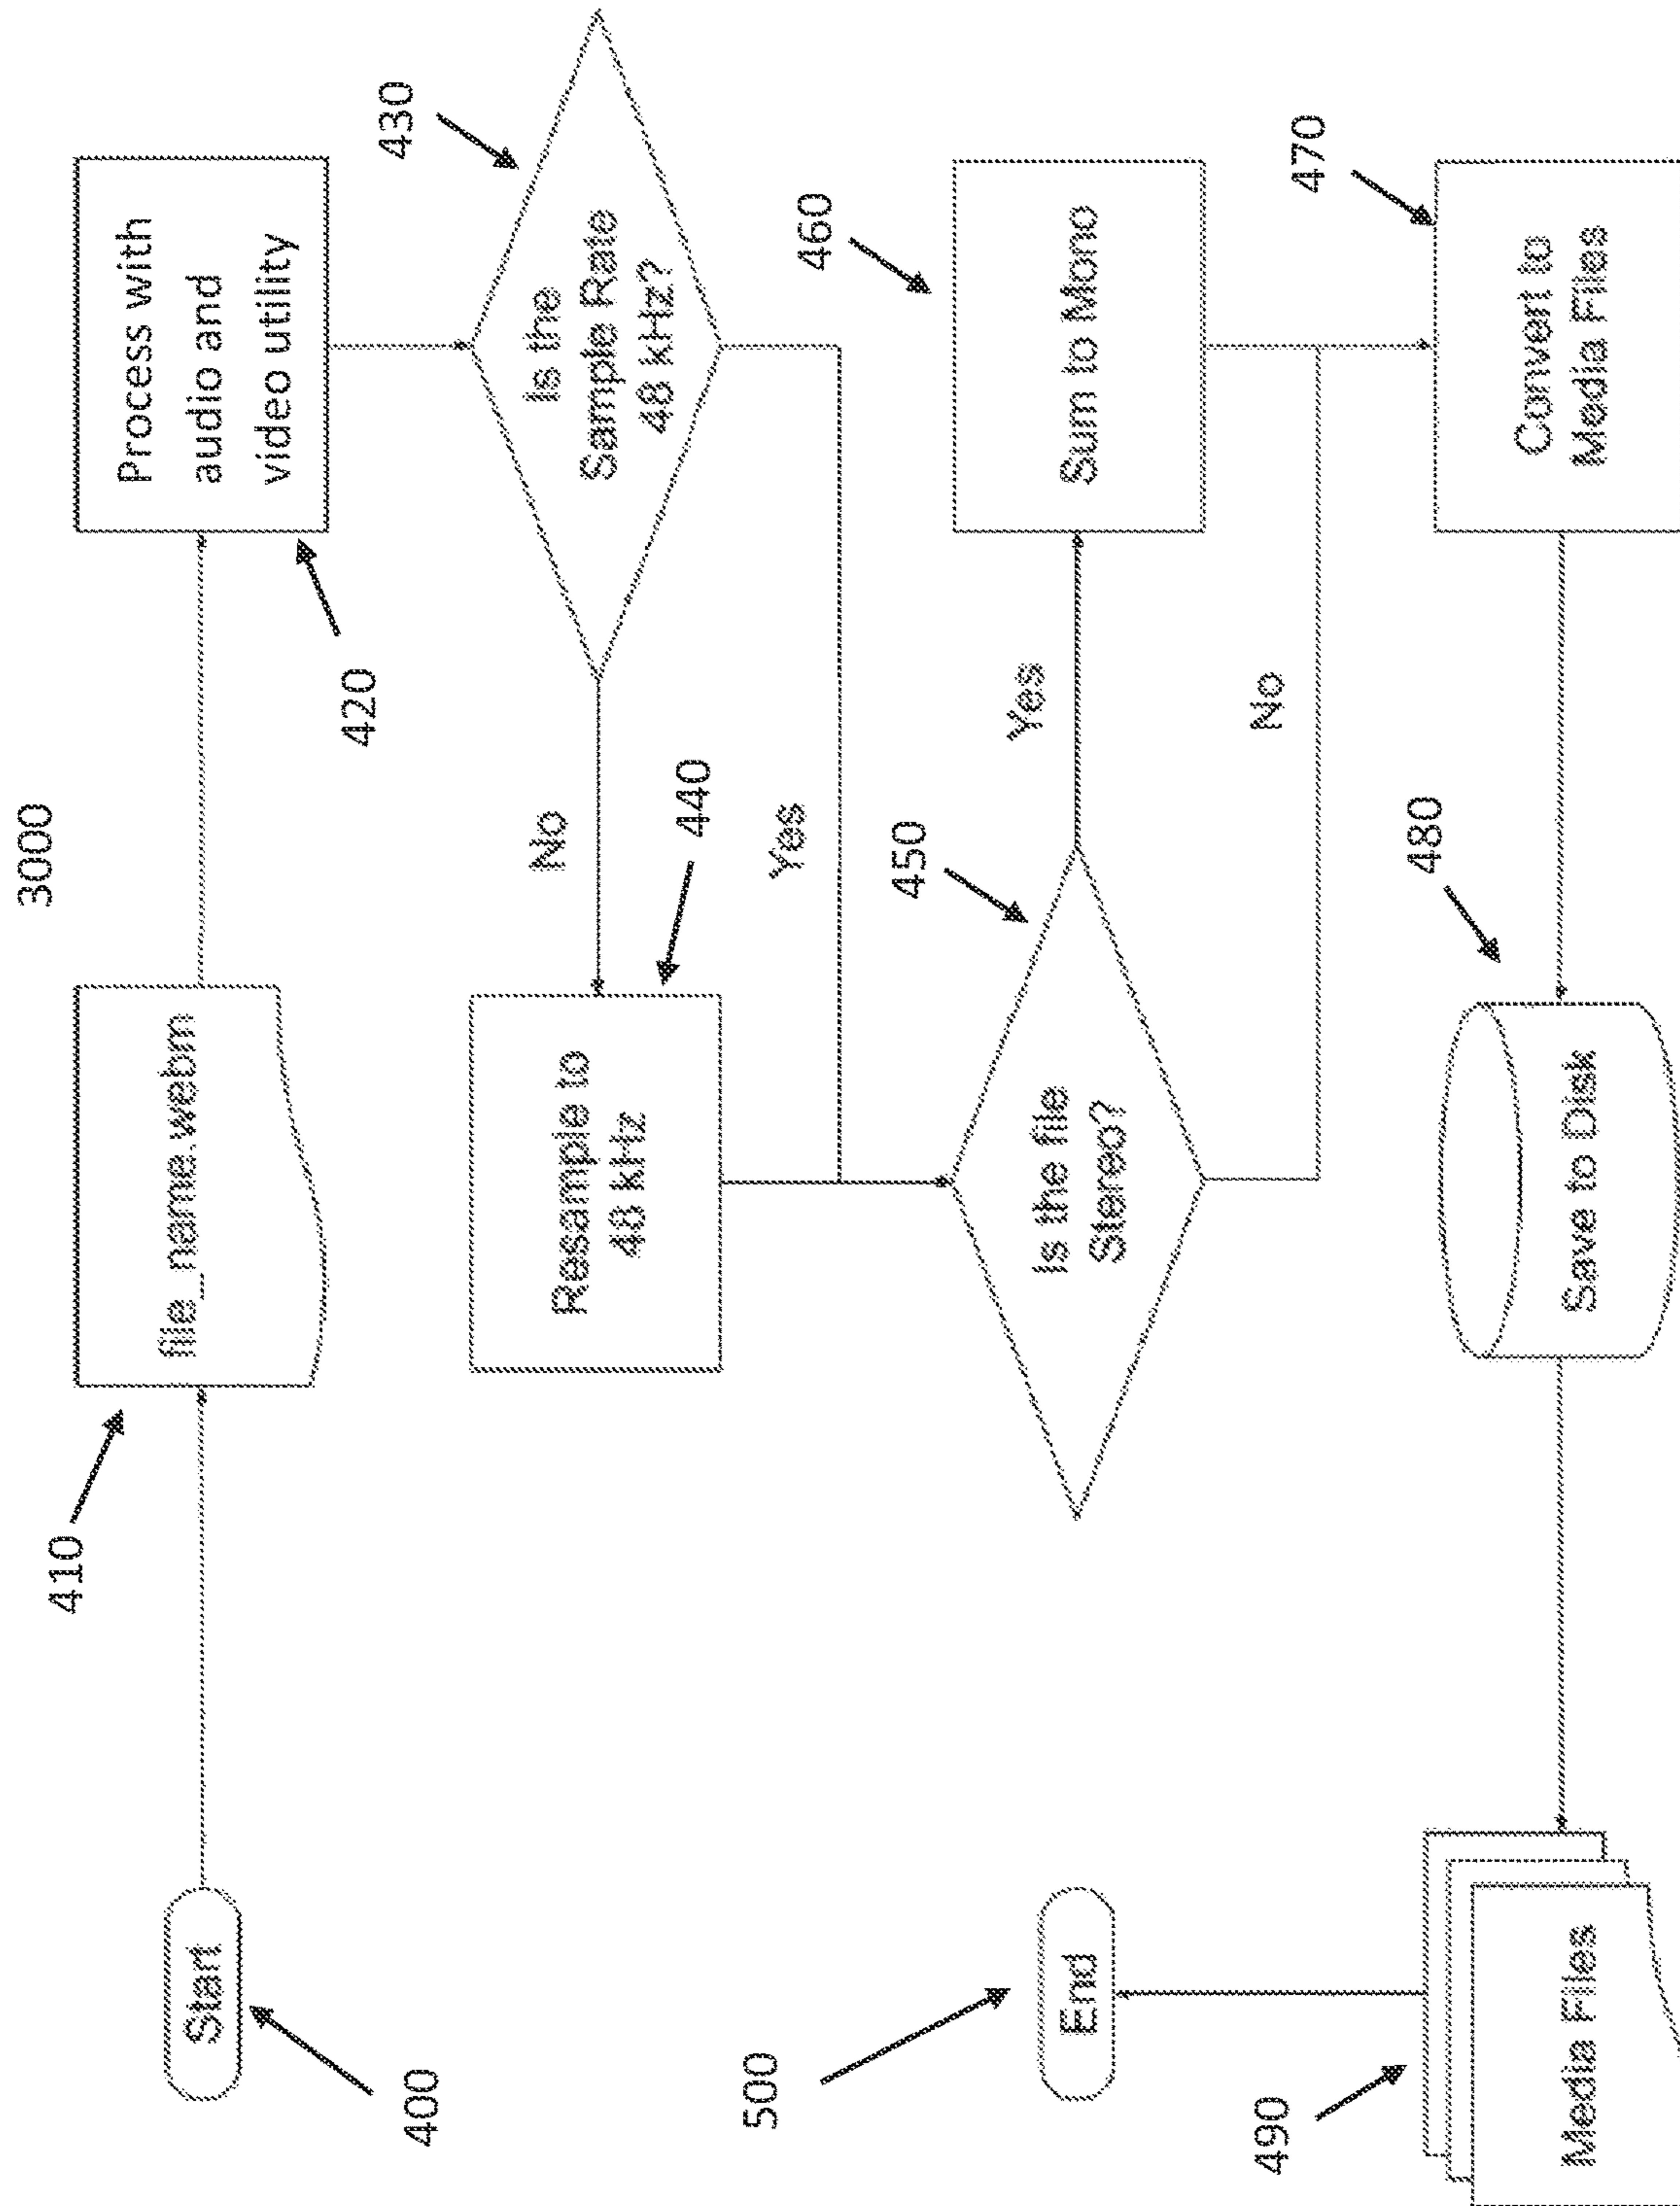 3000
410
420
Start
file_name.webm
Process with
audio and
video utility
400
430
No
Resample to
48 kHz
Is the
Sample Rate
48 kHz?
440
Yes
500
450
460
End
Is the file
Stereo?
Yes
Sum to Mono
490
No
480
470
Media Files
Save to Disk
Convert to
Media Files